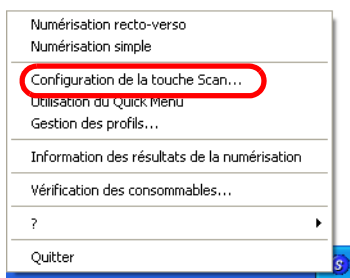 Numérisation recto-verso
Numérisation simple
Configuration de la touche Scan...
Utilisation du Quick Menu
Gestion des profils...
Information des résultats de la numérisation
Vérification des consommables...
?
Quitter
S